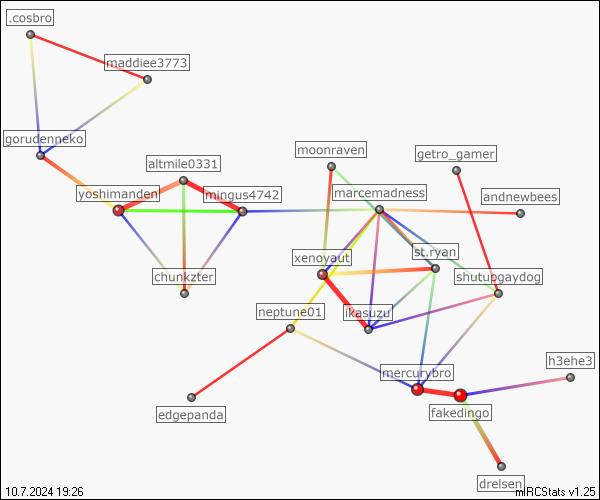 .cosbro
maddiee3773
gorudenneko
altmile0331
yoshimanden
mingus4742
chunkzter
moonraven
getro_gamer
marcemadness
andnewbees
st.ryan
xenoyaut
shutupgaydog
neptune01
ikasuzu
h3ehe3
mercurybro
edgepanda
fakedingo
drelsen
10.7.2024 19:26
mIRCStats v1.25